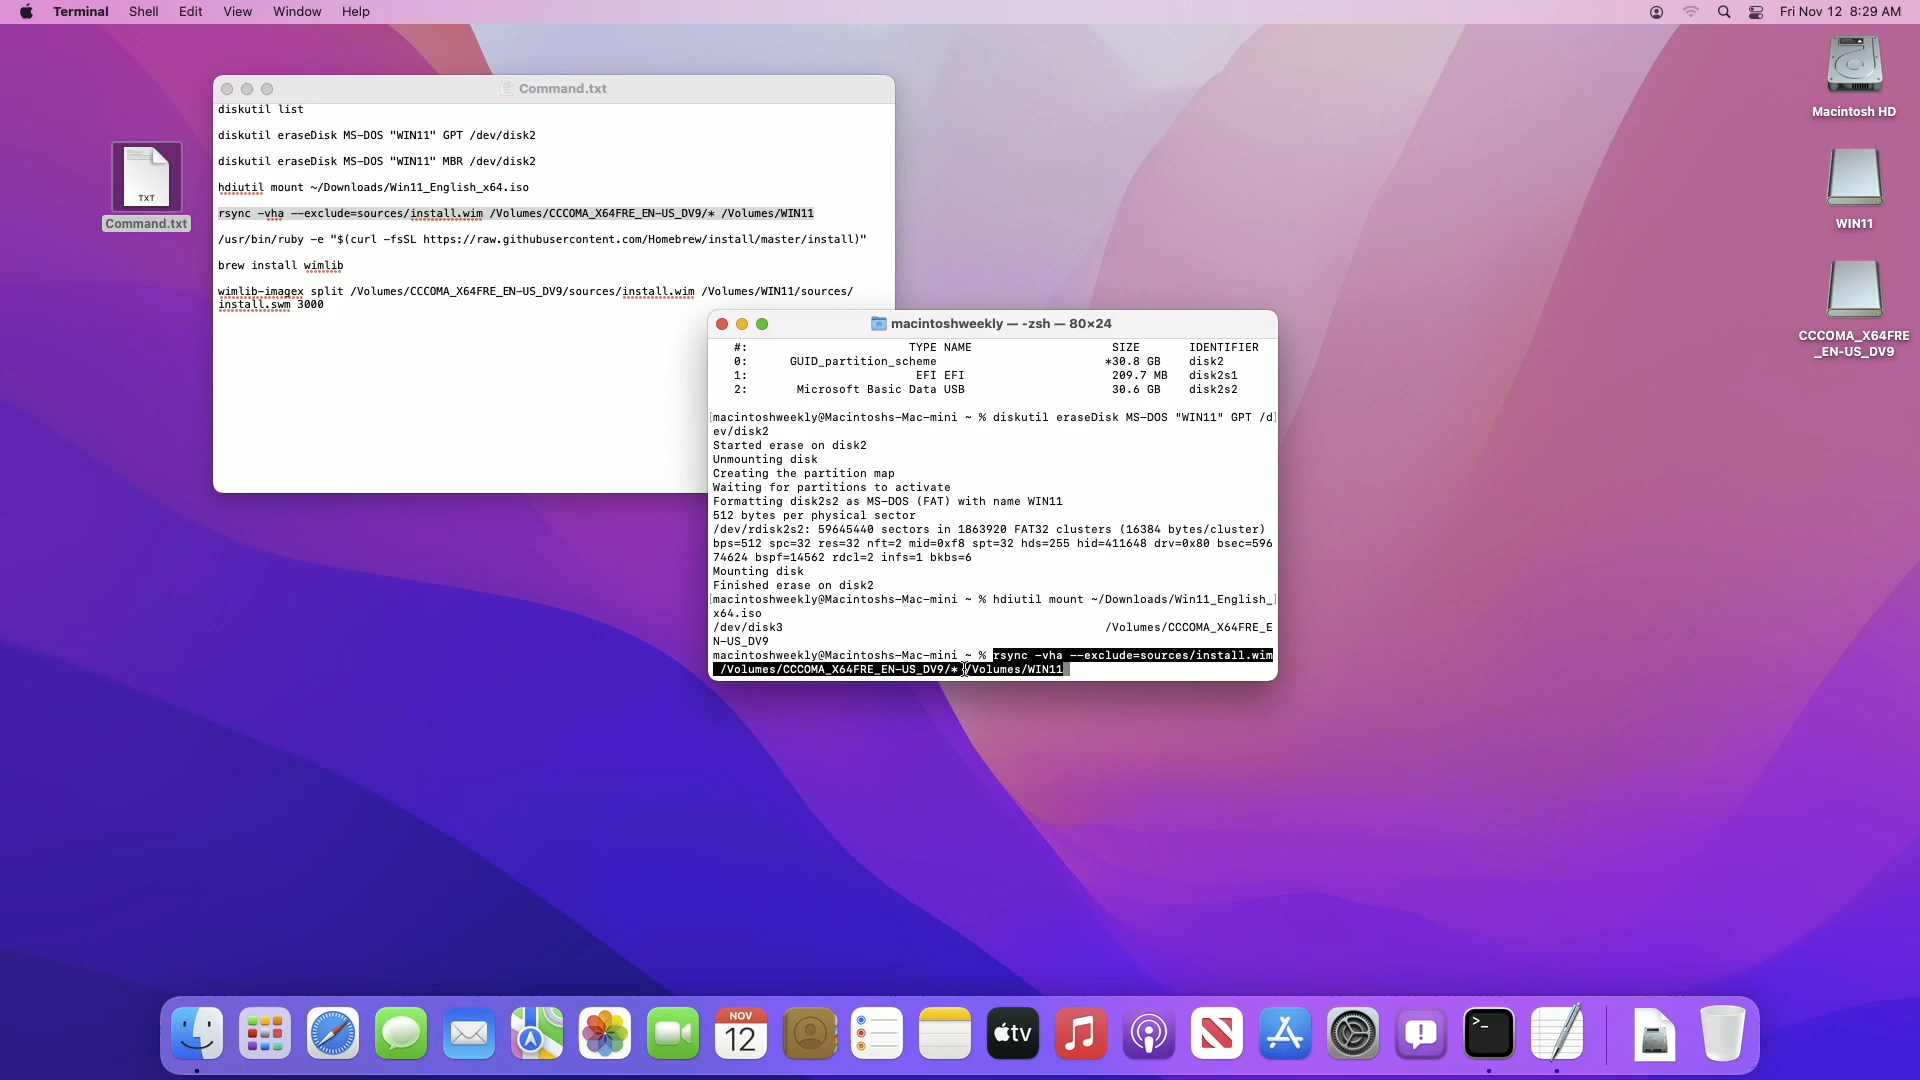 Terminal Shell Edit View Window Help Fri Nov 12 8:29 AM
Macintosh HD
WIN11
CCCOMA_X64FRE
_EN-US_DV9
TXT
Command.txt
Command.txt
diskutil list
diskutil eraseDisk MS-DOS "WIN11" GPT /dev/disk2
diskutil eraseDisk MS-DOS "WIN11" MBR /dev/disk2
hdiutil mount ~/Downloads/Win11_English_x64.iso
rsync -vha --exclude=sources/install.wim /Volumes/CCCOMA_X64FRE_EN-US_DV9/* /Volumes/WIN11
/usr/bin/ruby -e "$(curl -fsSL https://raw.githubusercontent.com/Homebrew/install/master/install)"
brew install wimlib
wimlib-imagex split /Volumes/CCCOMA_X64FRE_EN-US_DV9/sources/install.wim /Volumes/WIN11/sources/
install.swm 3000
macintoshweekly — -zsh — 80×24
#: TYPE NAME SIZE IDENTIFIER
0: GUID_partition_scheme *30.8 GB disk2
1: EFI EFI 209.7 MB disk2s1
2: Microsoft Basic Data USB 30.6 GB disk2s2
[macintoshweekly@Macintoshs-Mac-mini ~ % diskutil eraseDisk MS-DOS "WIN11" GPT /d]
ev/disk2
Started erase on disk2
Unmounting disk
Creating the partition map
Waiting for partitions to activate
Formatting disk2s2 as MS-DOS (FAT) with name WIN11
512 bytes per physical sector
/dev/rdisk2s2: 59645440 sectors in 1863920 FAT32 clusters (16384 bytes/cluster)
bps=512 spc=32 res=32 nft=2 mid=0xf8 spt=32 hds=255 hid=411648 drv=0x80 bsec=596
74624 bspf=14562 rdcl=2 infs=1 bkbs=6
Mounting disk
Finished erase on disk2
[macintoshweekly@Macintoshs-Mac-mini ~ % hdiutil mount ~/Downloads/Win11_English_]
x64.iso
/dev/disk3 /Volumes/CCCOMA_X64FRE_E
N-US_DV9
macintoshweekly@Macintoshs-Mac-mini ~ % rsync -vha --exclude=sources/install.wim
/Volumes/CCCOMA_X64FRE_EN-US_DV9/* /Volumes/WIN11
NOV
12
tv
>_